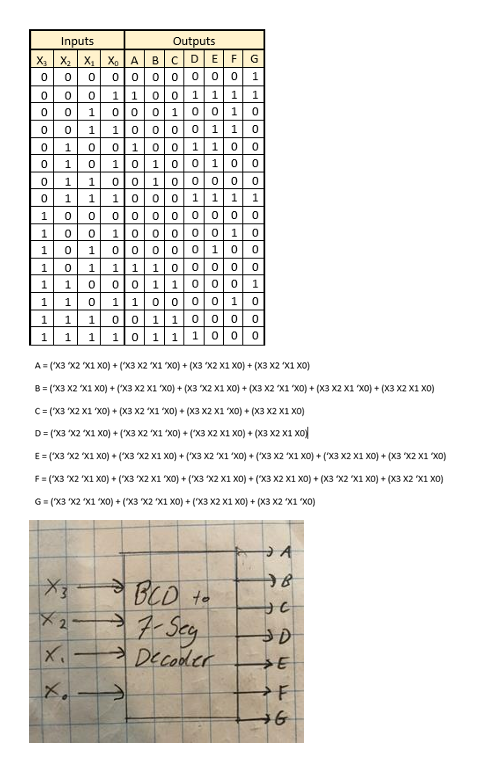 Inputs Outputs
X₃ X₂ X₁ X₀ A B C D E F G
0 0 0 0 0 0 0 0 0 0 1
0 0 0 1 1 0 0 1 1 1 1
0 0 1 0 0 0 1 0 0 1 0
0 0 1 1 0 0 0 0 1 1 0
0 1 0 0 1 0 0 1 1 0 0
0 1 0 1 0 1 0 0 1 0 0
0 1 1 0 0 1 0 0 0 0 0
0 1 1 1 0 0 0 1 1 1 1
1 0 0 0 0 0 0 0 0 0 0
1 0 0 1 0 0 0 0 0 1 0
1 0 1 0 0 0 0 0 1 0 0
1 0 1 1 1 1 0 0 0 0 0
1 1 0 0 0 1 1 0 0 0 1
1 1 0 1 1 0 0 0 0 1 0
1 1 1 0 0 1 1 0 0 0 0
1 1 1 1 0 1 1 1 0 0 0
A = ('X3 'X2 'X1 X0) + ('X3 X2 'X1 'X0) + (X3 'X2 X1 X0) + (X3 X2 'X1 X0)
B = ('X3 X2 'X1 X0) + ('X3 X2 X1 'X0) + (X3 'X2 X1 X0) + (X3 X2 'X1 'X0) + (X3 X2 X1 'X0) + (X3 X2 X1 X0)
C = ('X3 'X2 X1 'X0) + (X3 X2 'X1 'X0) + (X3 X2 X1 'X0) + (X3 X2 X1 X0)
D = ('X3 'X2 'X1 X0) + ('X3 X2 'X1 'X0) + ('X3 X2 X1 X0) + (X3 X2 X1 X0)
E = ('X3 'X2 'X1 X0) + ('X3 'X2 X1 X0) + ('X3 X2 'X1 'X0) + ('X3 X2 'X1 X0) + ('X3 X2 X1 X0) + (X3 'X2 X1 'X0)
F = ('X3 'X2 'X1 X0) + ('X3 'X2 X1 'X0) + ('X3 'X2 X1 X0) + ('X3 X2 X1 X0) + (X3 'X2 'X1 X0) + (X3 X2 'X1 X0)
G = ('X3 'X2 'X1 'X0) + ('X3 'X2 'X1 X0) + ('X3 X2 X1 X0) + (X3 X2 'X1 'X0)
A
X₃ BCD to B
C
X₂ 7-Seg D
X₁ Decoder E
X₀ F
G